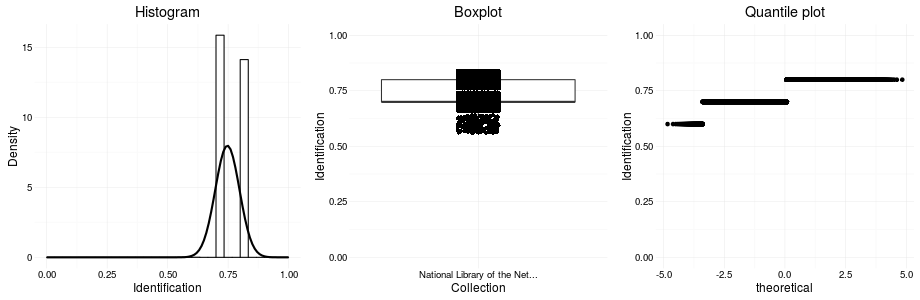 Histogram
Density
15
10
5
0
0.00 0.25 0.50 0.75 1.00
Identification
Boxplot
Identification
1.00
0.75
0.50
0.25
0.00
National Library of the Net...
Collection
Quantile plot
Identification
1.00
0.75
0.50
0.25
0.00
-5.0 -2.5 0.0 2.5 5.0
theoretical